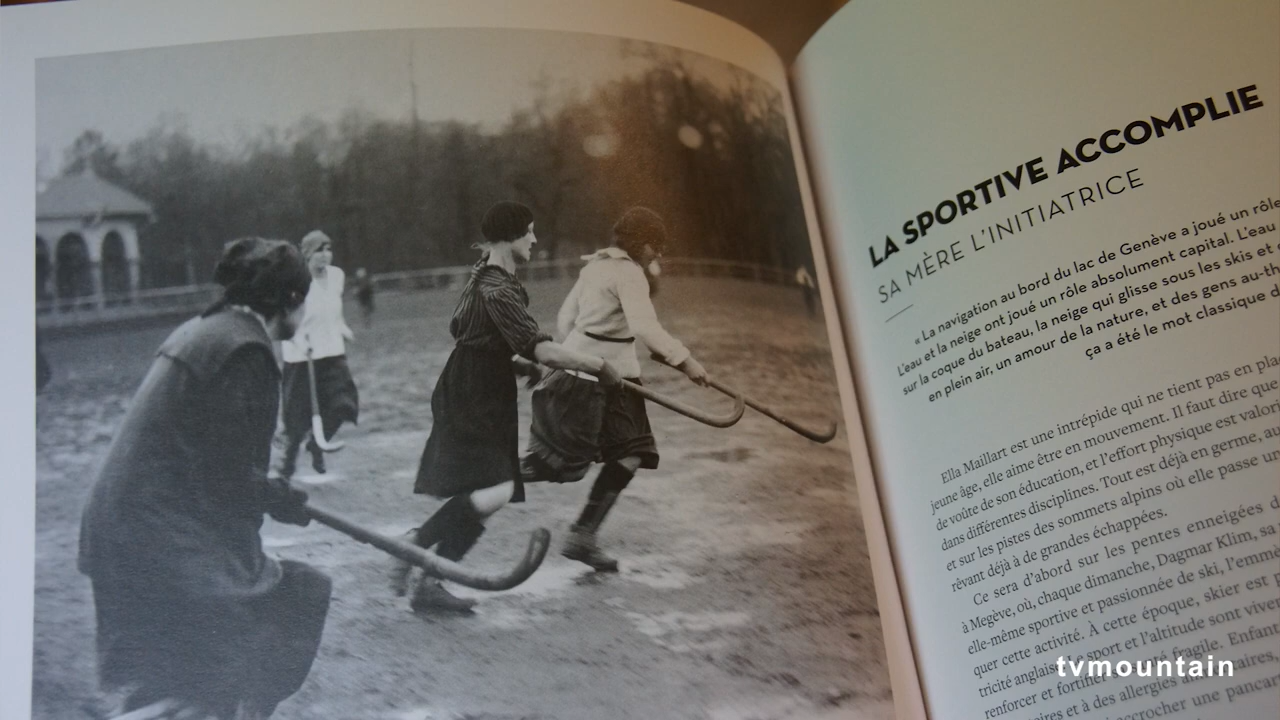 LA SPORTIVE ACCOMPLIE
SA MÈRE L'INITIATRICE
« La navigation au bord du lac de Genève a joué un rôle
L'eau et la neige ont joué un rôle absolument capital. L'eau
sur la coque du bateau, la neige qui glisse sous les skis et
en plein air, un amour de la nature, et des gens au-th
ça a été le mot classique d
Ella Maillart est une intrépide qui ne tient pas en pla
jeune âge, elle aime être en mouvement. Il faut dire que
de voûte de son éducation, et l'effort physique est valori
dans différentes disciplines. Tout est déjà en germe, au
et sur les pistes des sommets alpins où elle passe un
rêvant déjà à de grandes échappées.
Ce sera d'abord sur les pentes enneigées d
à Megève, où, chaque dimanche, Dagmar Klim, sa
elle-même sportive et passionnée de ski, l'emmè
quer cette activité. À cette époque, skier est
tricité anglaise. Le sport et l'altitude sont viven
renforcer et fortifier fragile. Enfant
et à des allergies
accrocher une pancar
tvmountain